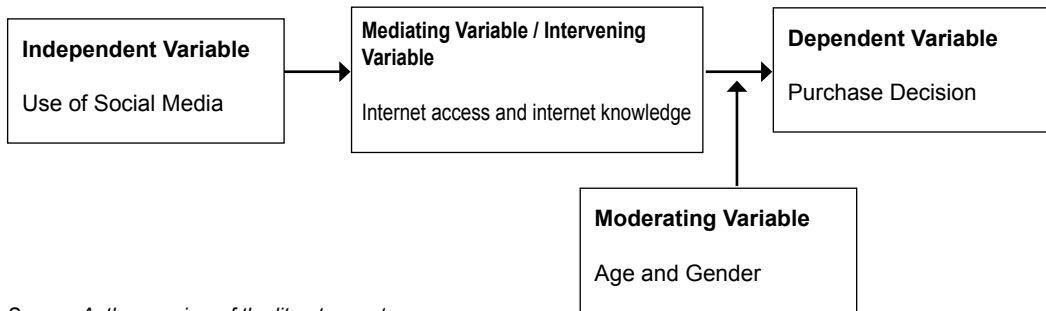 Independent Variable
Use of Social Media
Mediating Variable / Intervening
Variable
Internet access and internet knowledge
Dependent Variable
Purchase Decision
Moderating Variable
Age and Gender